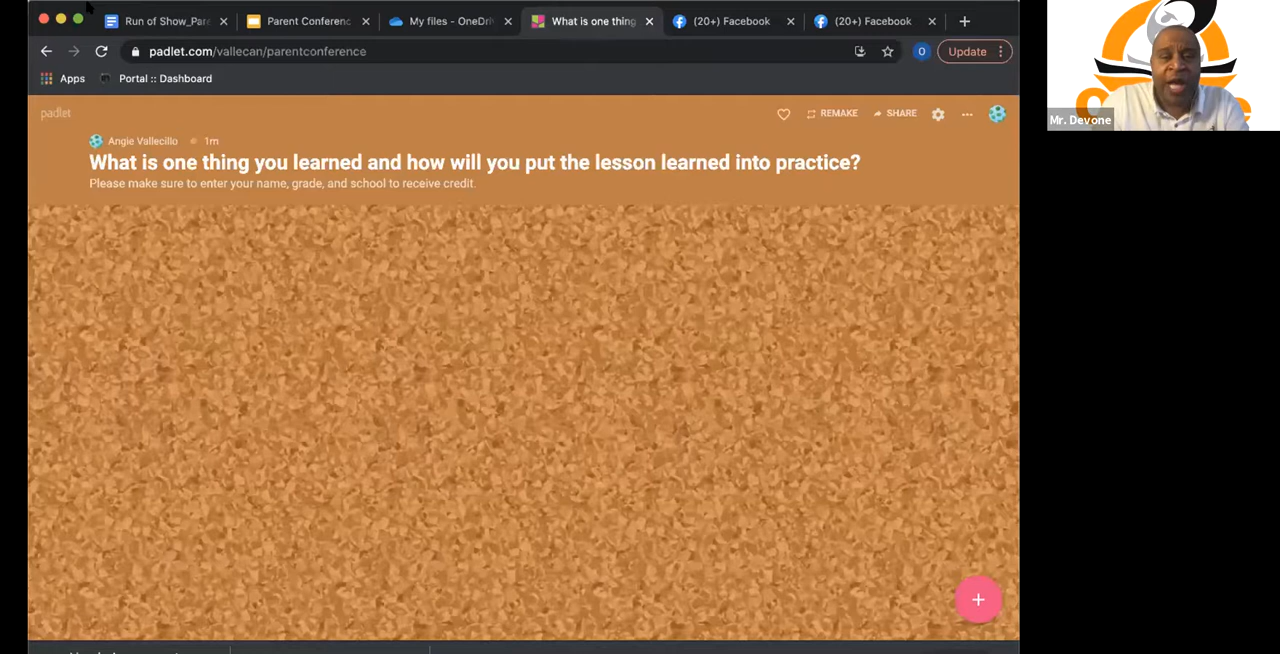 Run of Show_Pare
Parent Conferenc
My files - OneDriv
What is one thing
(20+) Facebook
(20+) Facebook
padlet.com/vallecan/parentconference
O
Update
Apps
Portal :: Dashboard
padlet
REMAKE
SHARE
Angie Vallecillo
1m
What is one thing you learned and how will you put the lesson learned into practice?
Please make sure to enter your name, grade, and school to receive credit.
Mr. Devone